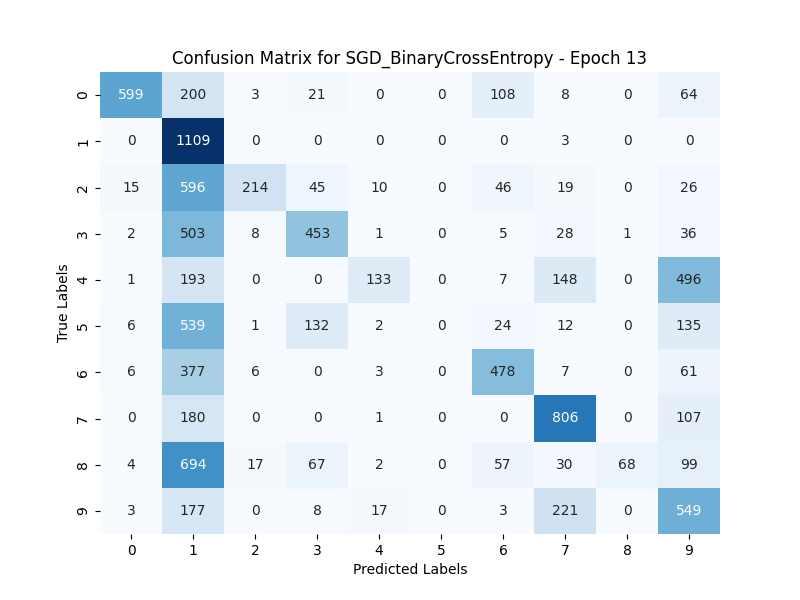 Confusion Matrix for SGD_BinaryCrossEntropy - Epoch 13
True Labels
0 599 200 3 21 0 0 108 8 0 64
1 0 1109 0 0 0 0 0 3 0 0
2 15 596 214 45 10 0 46 19 0 26
3 2 503 8 453 1 0 5 28 1 36
4 1 193 0 0 133 0 7 148 0 496
5 6 539 1 132 2 0 24 12 0 135
6 6 377 6 0 3 0 478 7 0 61
7 0 180 0 0 1 0 0 806 0 107
8 4 694 17 67 2 0 57 30 68 99
9 3 177 0 8 17 0 3 221 0 549
0 1 2 3 4 5 6 7 8 9
Predicted Labels